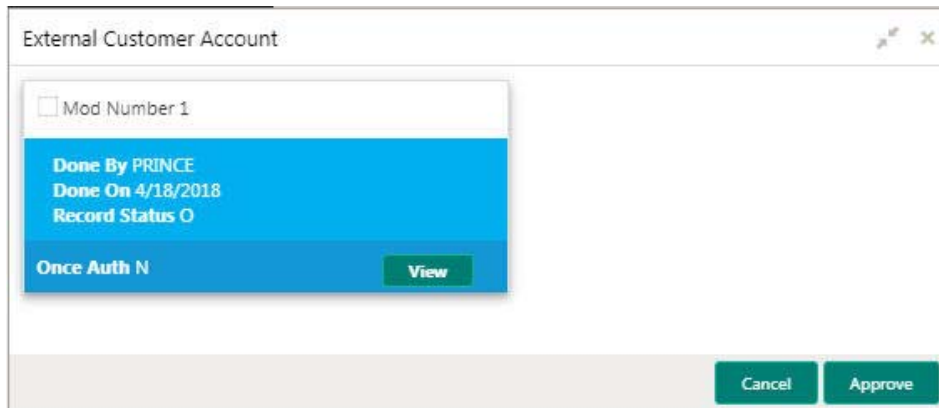 External Customer Account
Mod Number 1
Done By PRINCE
Done On 4/18/2018
Record Status O
Once Auth N
View
Cancel
Approve